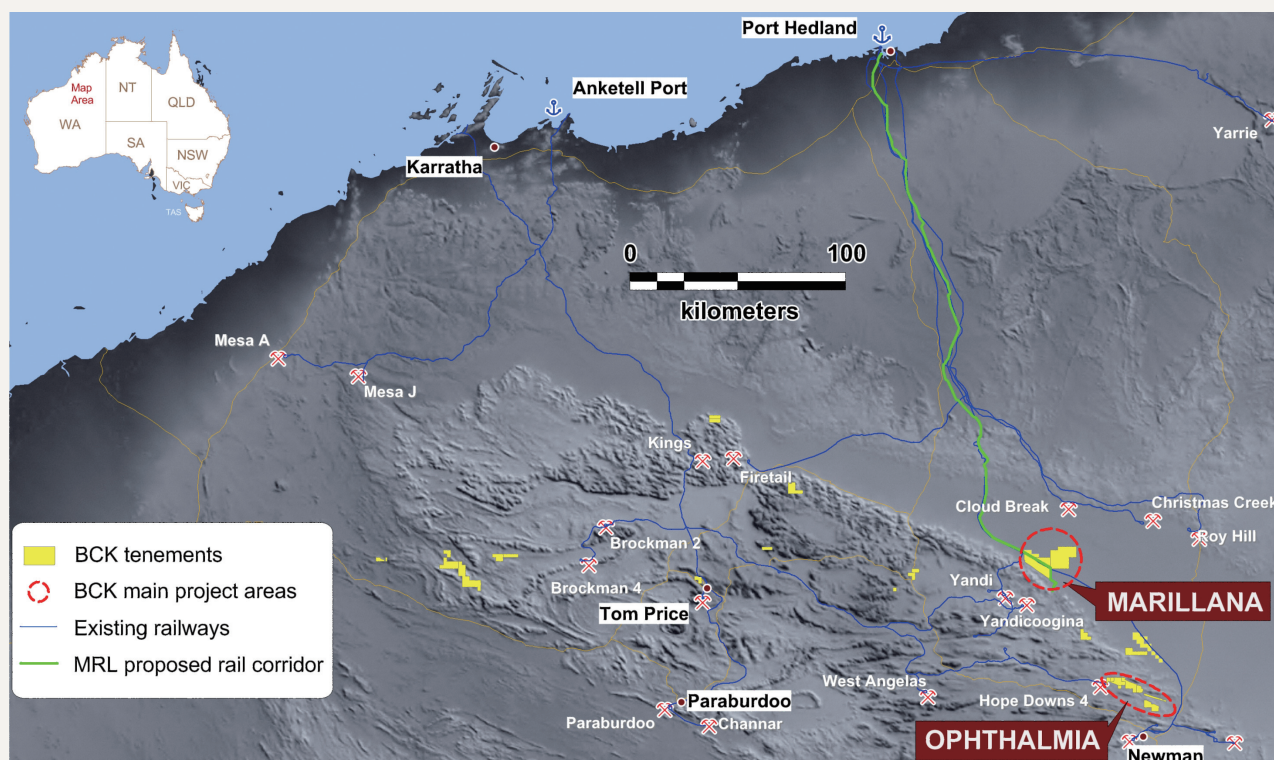 Port Hedland
Anketell Port
Map
Area
NT
QLD
WA
SA
NSW
VIC
TAS
Yarrie
Karratha
0
100
kilometers
Mesa A
Mesa J
Kings
Firetail
Cloud Break
Christmas Creek
Roy Hill
BCK tenements
BCK main project areas
Existing railways
MRL proposed rail corridor
Brockman 2
Brockman 4
Yandi
MARILLANA
Tom Price
Yandicoogina
West Angelas
Hope Downs 4
Paraburdoo
Paraburdoo
Channar
OPHTHALMIA
Newman